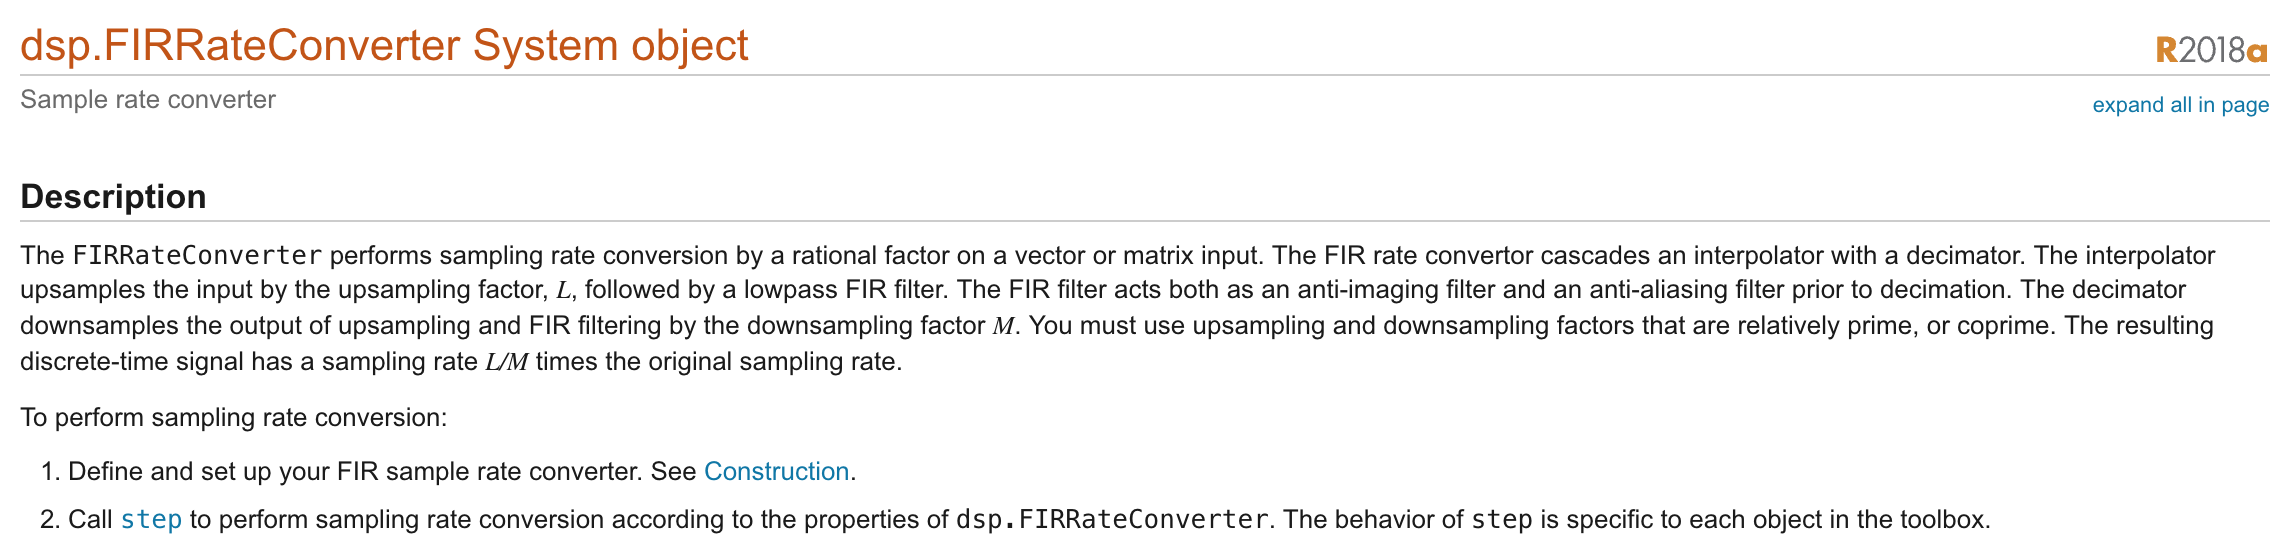 dsp.FIRRateConverter System object
R2018a
Sample rate converter
expand all in page
Description
The FIRRateConverter performs sampling rate conversion by a rational factor on a vector or matrix input. The FIR rate convertor cascades an interpolator with a decimator. The interpolator
upsamples the input by the upsampling factor, L, followed by a lowpass FIR filter. The FIR filter acts both as an anti-imaging filter and an anti-aliasing filter prior to decimation. The decimator
downsamples the output of upsampling and FIR filtering by the downsampling factor M. You must use upsampling and downsampling factors that are relatively prime, or coprime. The resulting
discrete-time signal has a sampling rate L/M times the original sampling rate.
To perform sampling rate conversion:
1. Define and set up your FIR sample rate converter. See Construction.
2. Call step to perform sampling rate conversion according to the properties of dsp.FIRRateConverter. The behavior of step is specific to each object in the toolbox.